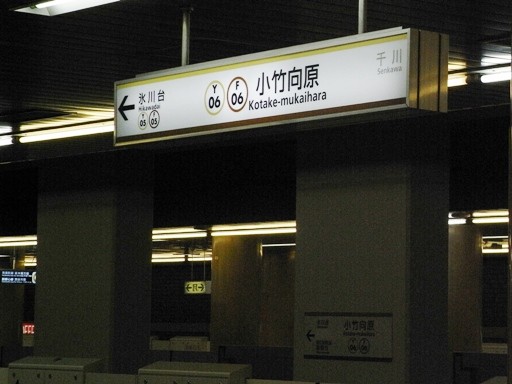 氷川台
Hikawadai
Y 05 F 05
Y 06 F 06
小竹向原
Kotake-mukaihara
千川
Senkawa
小竹向原